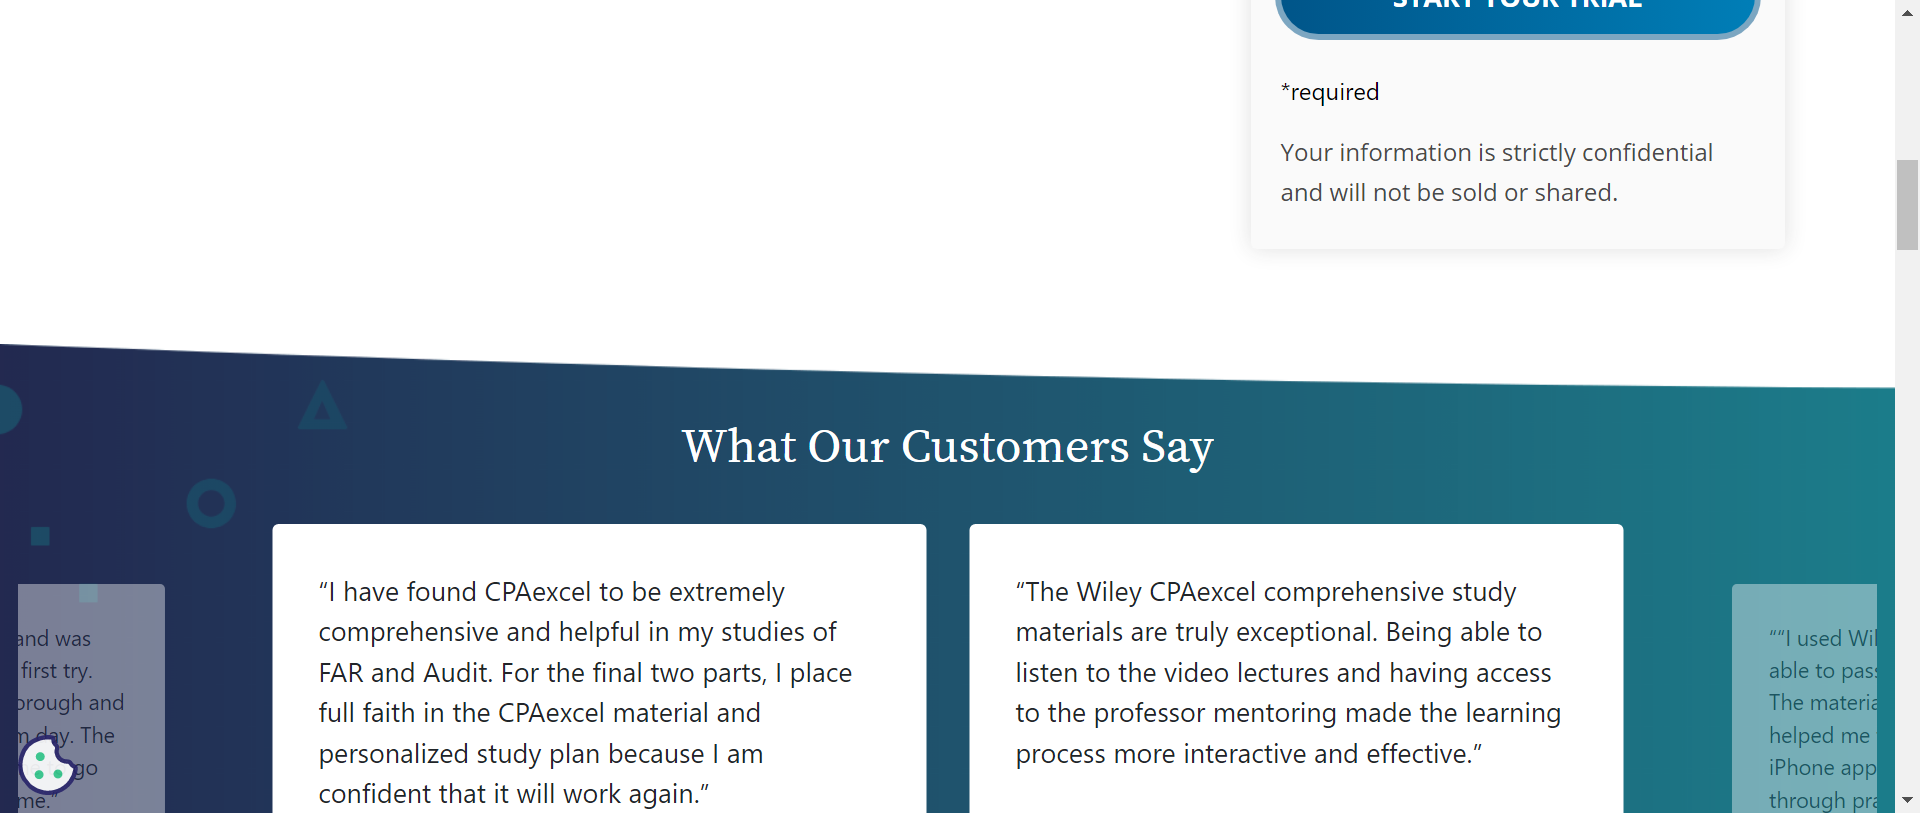 START YOUR TRIAL
*required
Your information is strictly confidential
and will not be sold or shared.
What Our Customers Say
and was
first try.
orough and
m day. The
go
me.”
“I have found CPAexcel to be extremely
comprehensive and helpful in my studies of
FAR and Audit. For the final two parts, I place
full faith in the CPAexcel material and
personalized study plan because I am
confident that it will work again.”
“The Wiley CPAexcel comprehensive study
materials are truly exceptional. Being able to
listen to the video lectures and having access
to the professor mentoring made the learning
process more interactive and effective.”
““I used Wil
able to pas
The materia
helped me
iPhone app
through pra